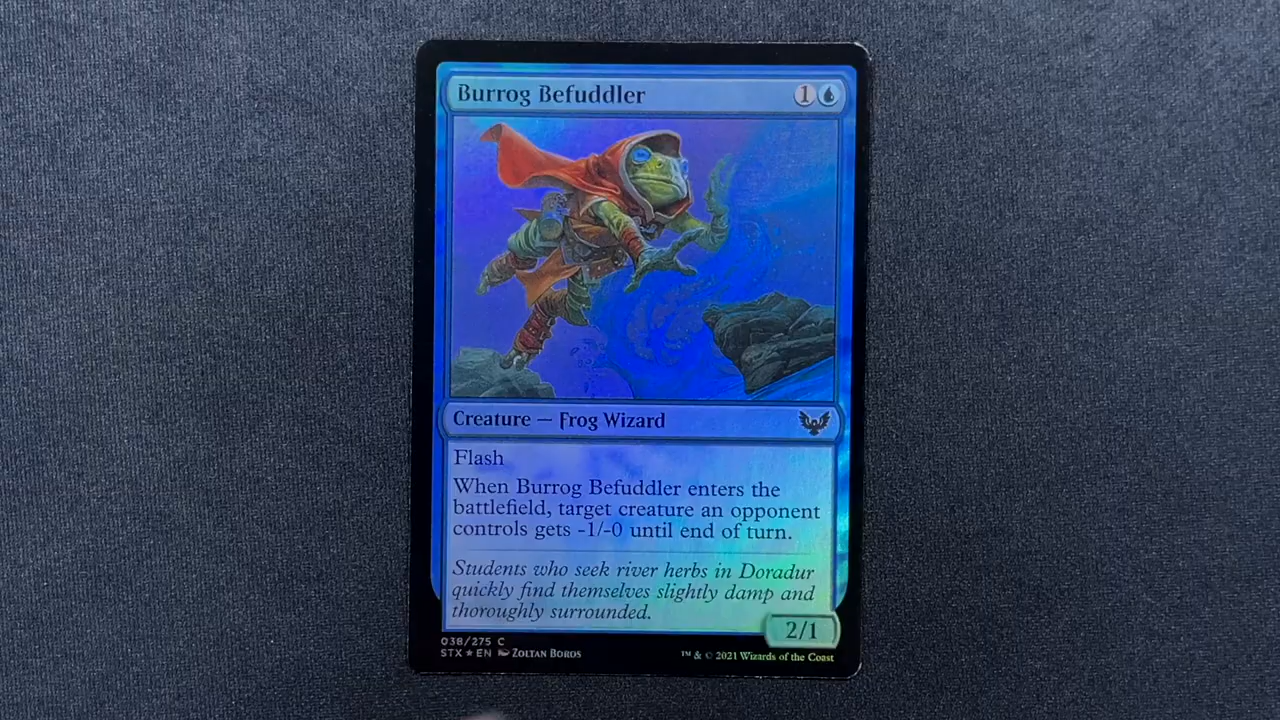 Burrog Befuddler 1
Creature — Frog Wizard
Flash
When Burrog Befuddler enters the
battlefield, target creature an opponent
controls gets -1/-0 until end of turn.
Students who seek river herbs in Doradur
quickly find themselves slightly damp and
thoroughly surrounded.
2/1
038/275 C
STX ★ EN Zoltan Boros ™ & © 2021 Wizards of the Coast